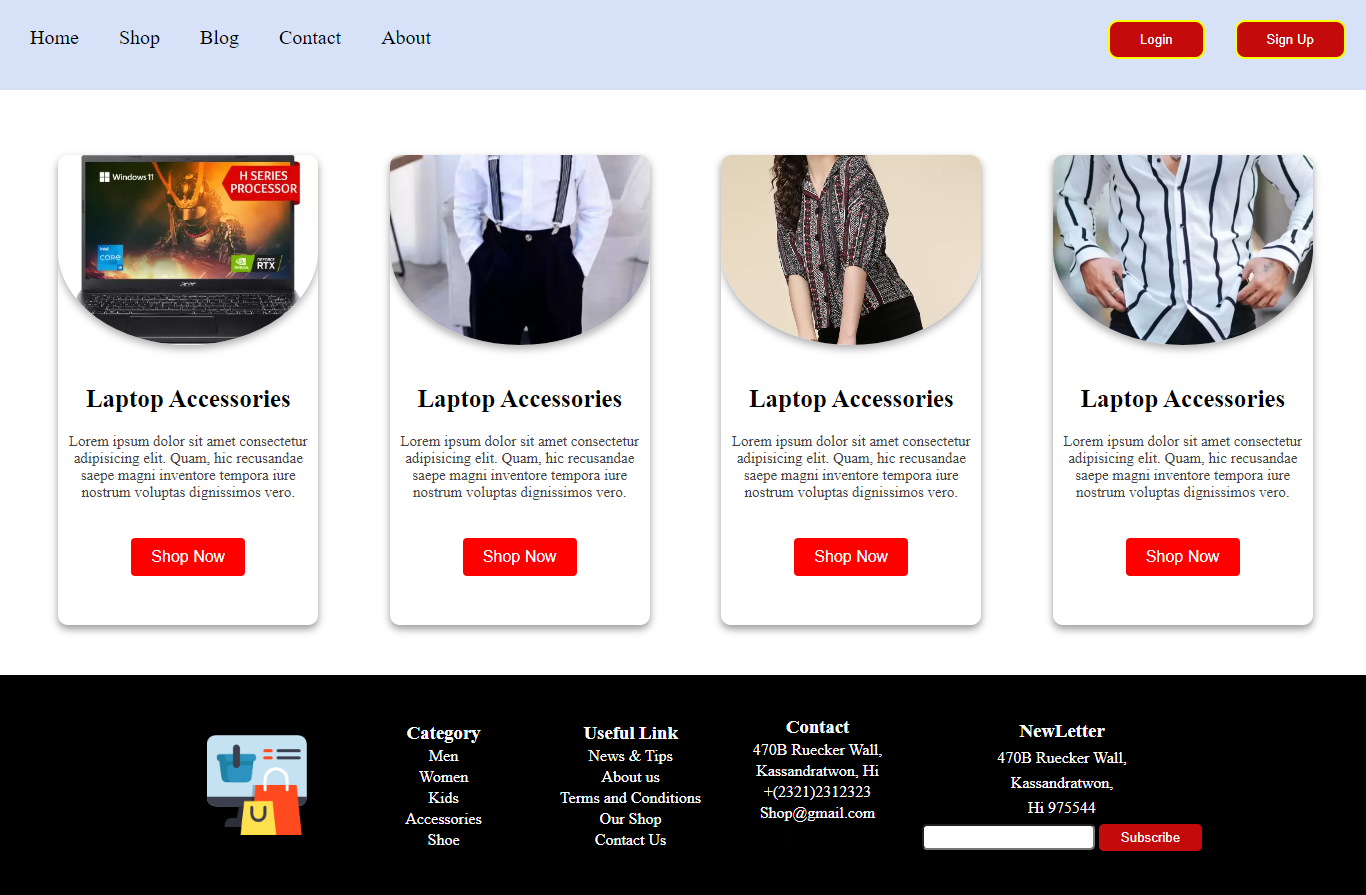 Home Shop Blog Contact About Login Sign Up
Windows 11
H SERIES
PROCESSOR
intel
CORE
i5
NVIDIA
GEFORCE
RTX
acer
Laptop Accessories
Lorem ipsum dolor sit amet consectetur
adipisicing elit. Quam, hic recusandae
saepe magni inventore tempora iure
nostrum voluptas dignissimos vero.
Shop Now
Laptop Accessories
Lorem ipsum dolor sit amet consectetur
adipisicing elit. Quam, hic recusandae
saepe magni inventore tempora iure
nostrum voluptas dignissimos vero.
Shop Now
Laptop Accessories
Lorem ipsum dolor sit amet consectetur
adipisicing elit. Quam, hic recusandae
saepe magni inventore tempora iure
nostrum voluptas dignissimos vero.
Shop Now
Laptop Accessories
Lorem ipsum dolor sit amet consectetur
adipisicing elit. Quam, hic recusandae
saepe magni inventore tempora iure
nostrum voluptas dignissimos vero.
Shop Now
Category
Men
Women
Kids
Accessories
Shoe
Useful Link
News & Tips
About us
Terms and Conditions
Our Shop
Contact Us
Contact
470B Ruecker Wall,
Kassandratwon, Hi
+(2321)2312323
Shop@gmail.com
NewLetter
470B Ruecker Wall,
Kassandratwon,
Hi 975544
Subscribe